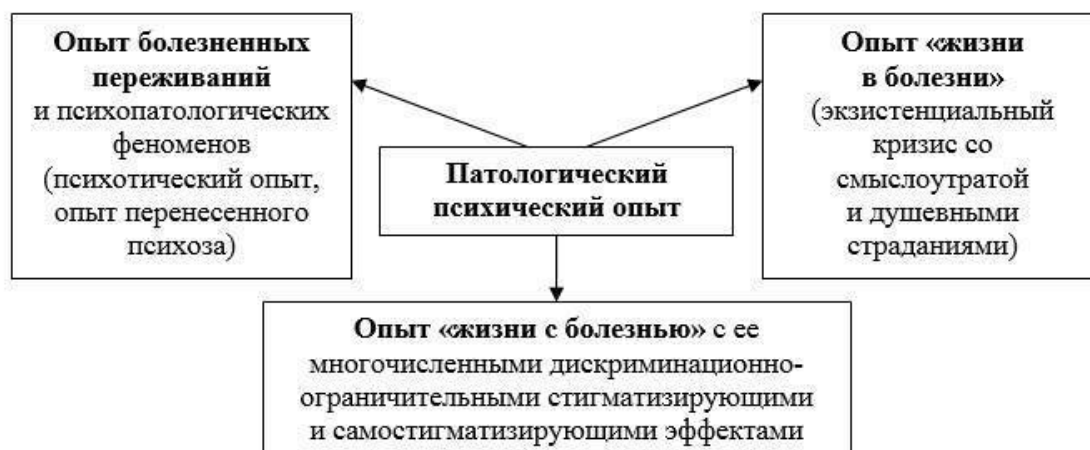 Опыт болезненных
переживаний
и психопатологических
феноменов
(психотический опыт,
опыт перенесенного
психоза)
Опыт «жизни
в болезни»
(экзистенциальный
кризис со
смыслоутратой
и душевными
страданиями)
Патологический
психический опыт
Опыт «жизни с болезнью» с ее
многочисленными дискриминационно-
ограничительными стигматизирующими
и самостигматизирующими эффектами